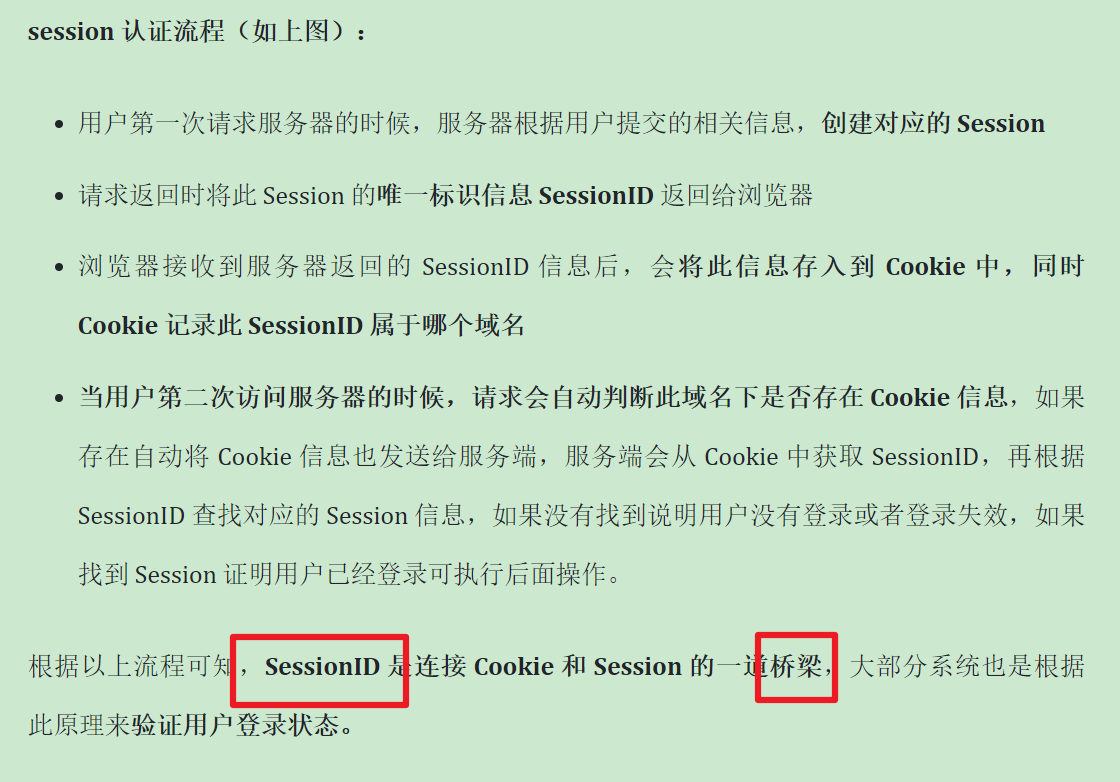 session 认证流程（如上图）：
• 用户第一次请求服务器的时候，服务器根据用户提交的相关信息，创建对应的 Session
• 请求返回时将此 Session 的唯一标识信息 SessionID 返回给浏览器
• 浏览器接收到服务器返回的 SessionID 信息后，会将此信息存入到 Cookie 中，同时
Cookie 记录此 SessionID 属于哪个域名
• 当用户第二次访问服务器的时候，请求会自动判断此域名下是否存在 Cookie 信息，如果
存在自动将 Cookie 信息也发送给服务端，服务端会从 Cookie 中获取 SessionID，再根据
SessionID 查找对应的 Session 信息，如果没有找到说明用户没有登录或者登录失效，如果
找到 Session 证明用户已经登录可执行后面操作。
根据以上流程可知，SessionID 是连接 Cookie 和 Session 的一道桥梁，大部分系统也是根据
此原理来验证用户登录状态。